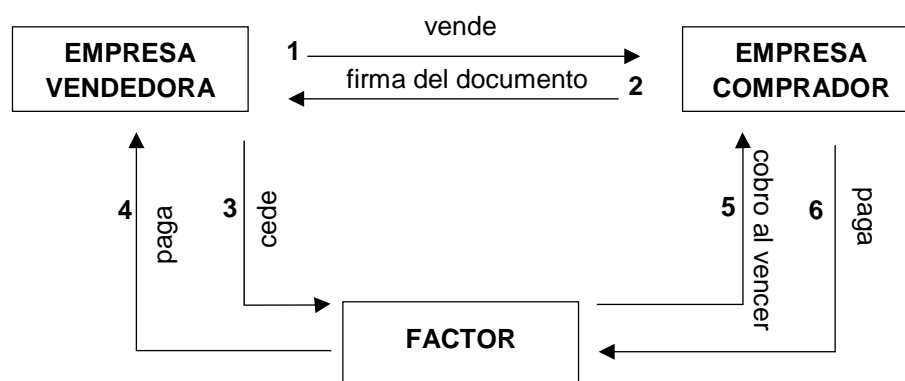 vende
EMPRESA
VENDEDORA
1
firma del documento
2
EMPRESA
COMPRADOR
4
paga
3
cede
5
cobro al vencer
6
paga
FACTOR